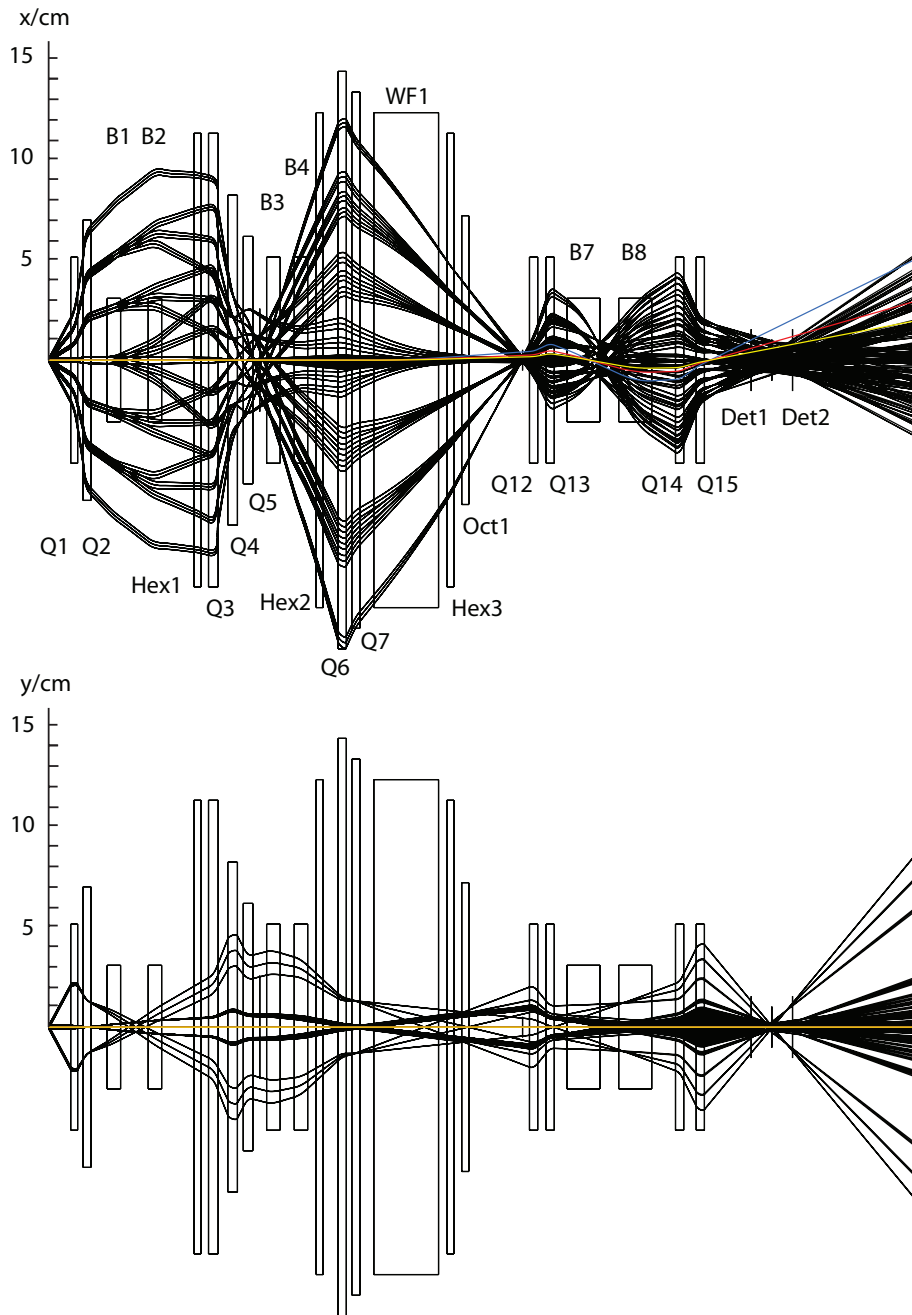 x/cm
15
WF1
B1 B2
10
B4
B3
5
B7 B8
Det1 Det2
Q12 Q13 Q14 Q15
Q5
Oct1
Q1 Q2 Q4
Hex1 Hex2 Hex3
Q3
Q7
Q6
y/cm
15
10
5